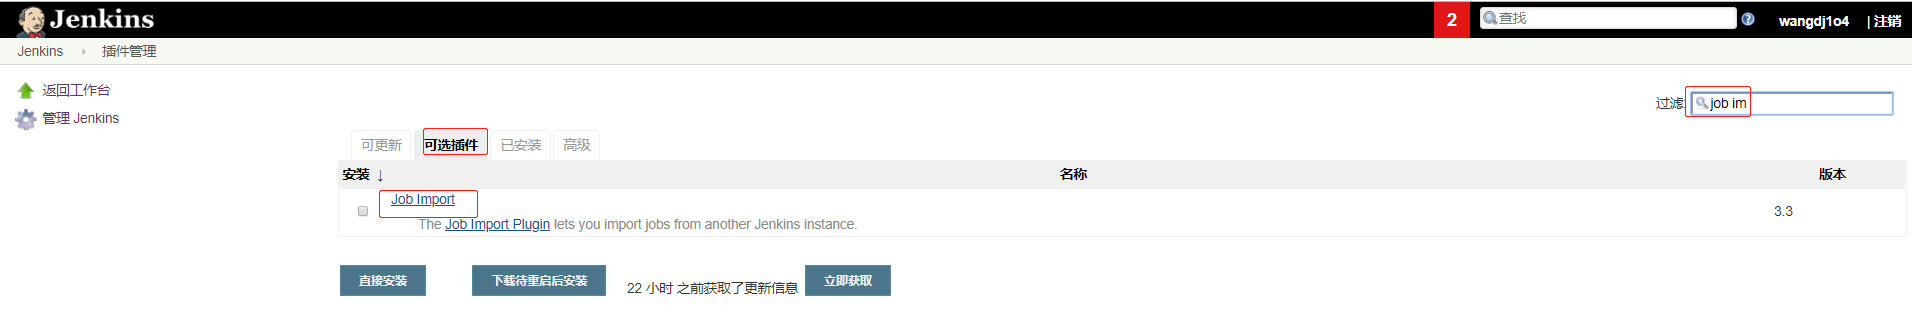 Jenkins
2
查找
wangdj1o4
| 注销
Jenkins
插件管理
返回工作台
管理 Jenkins
过滤:
job im
可更新
可选插件
已安装
高级
安装 ↓
名称
版本
Job Import
The Job Import Plugin lets you import jobs from another Jenkins instance.
3.3
直接安装
下载待重启后安装
22 小时 之前获取了更新信息
立即获取